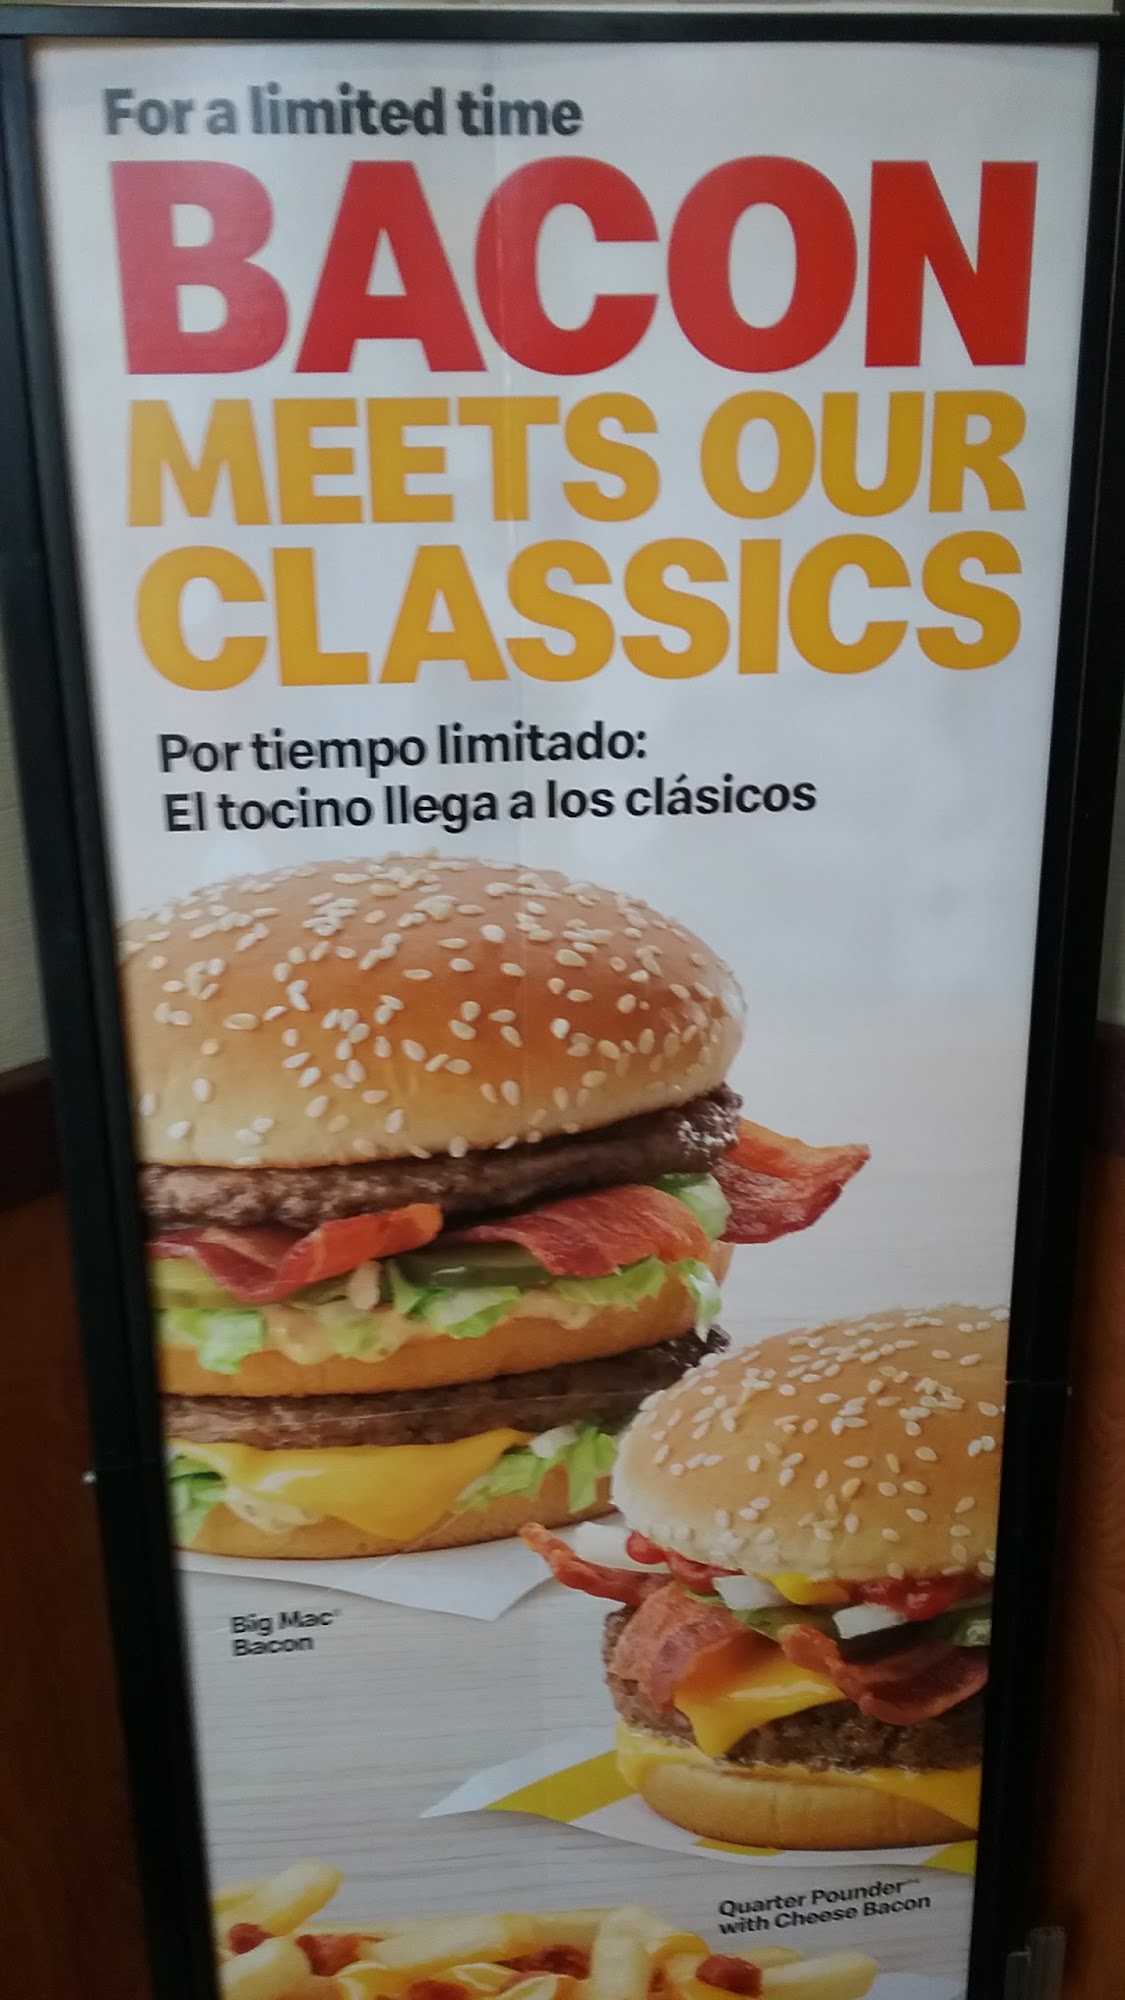 For a limited time
BACON
MEETS OUR
CLASSICS
Por tiempo limitado:
El tocino llega a los clásicos
Big Mac®
Bacon
Quarter Pounder™
with Cheese Bacon